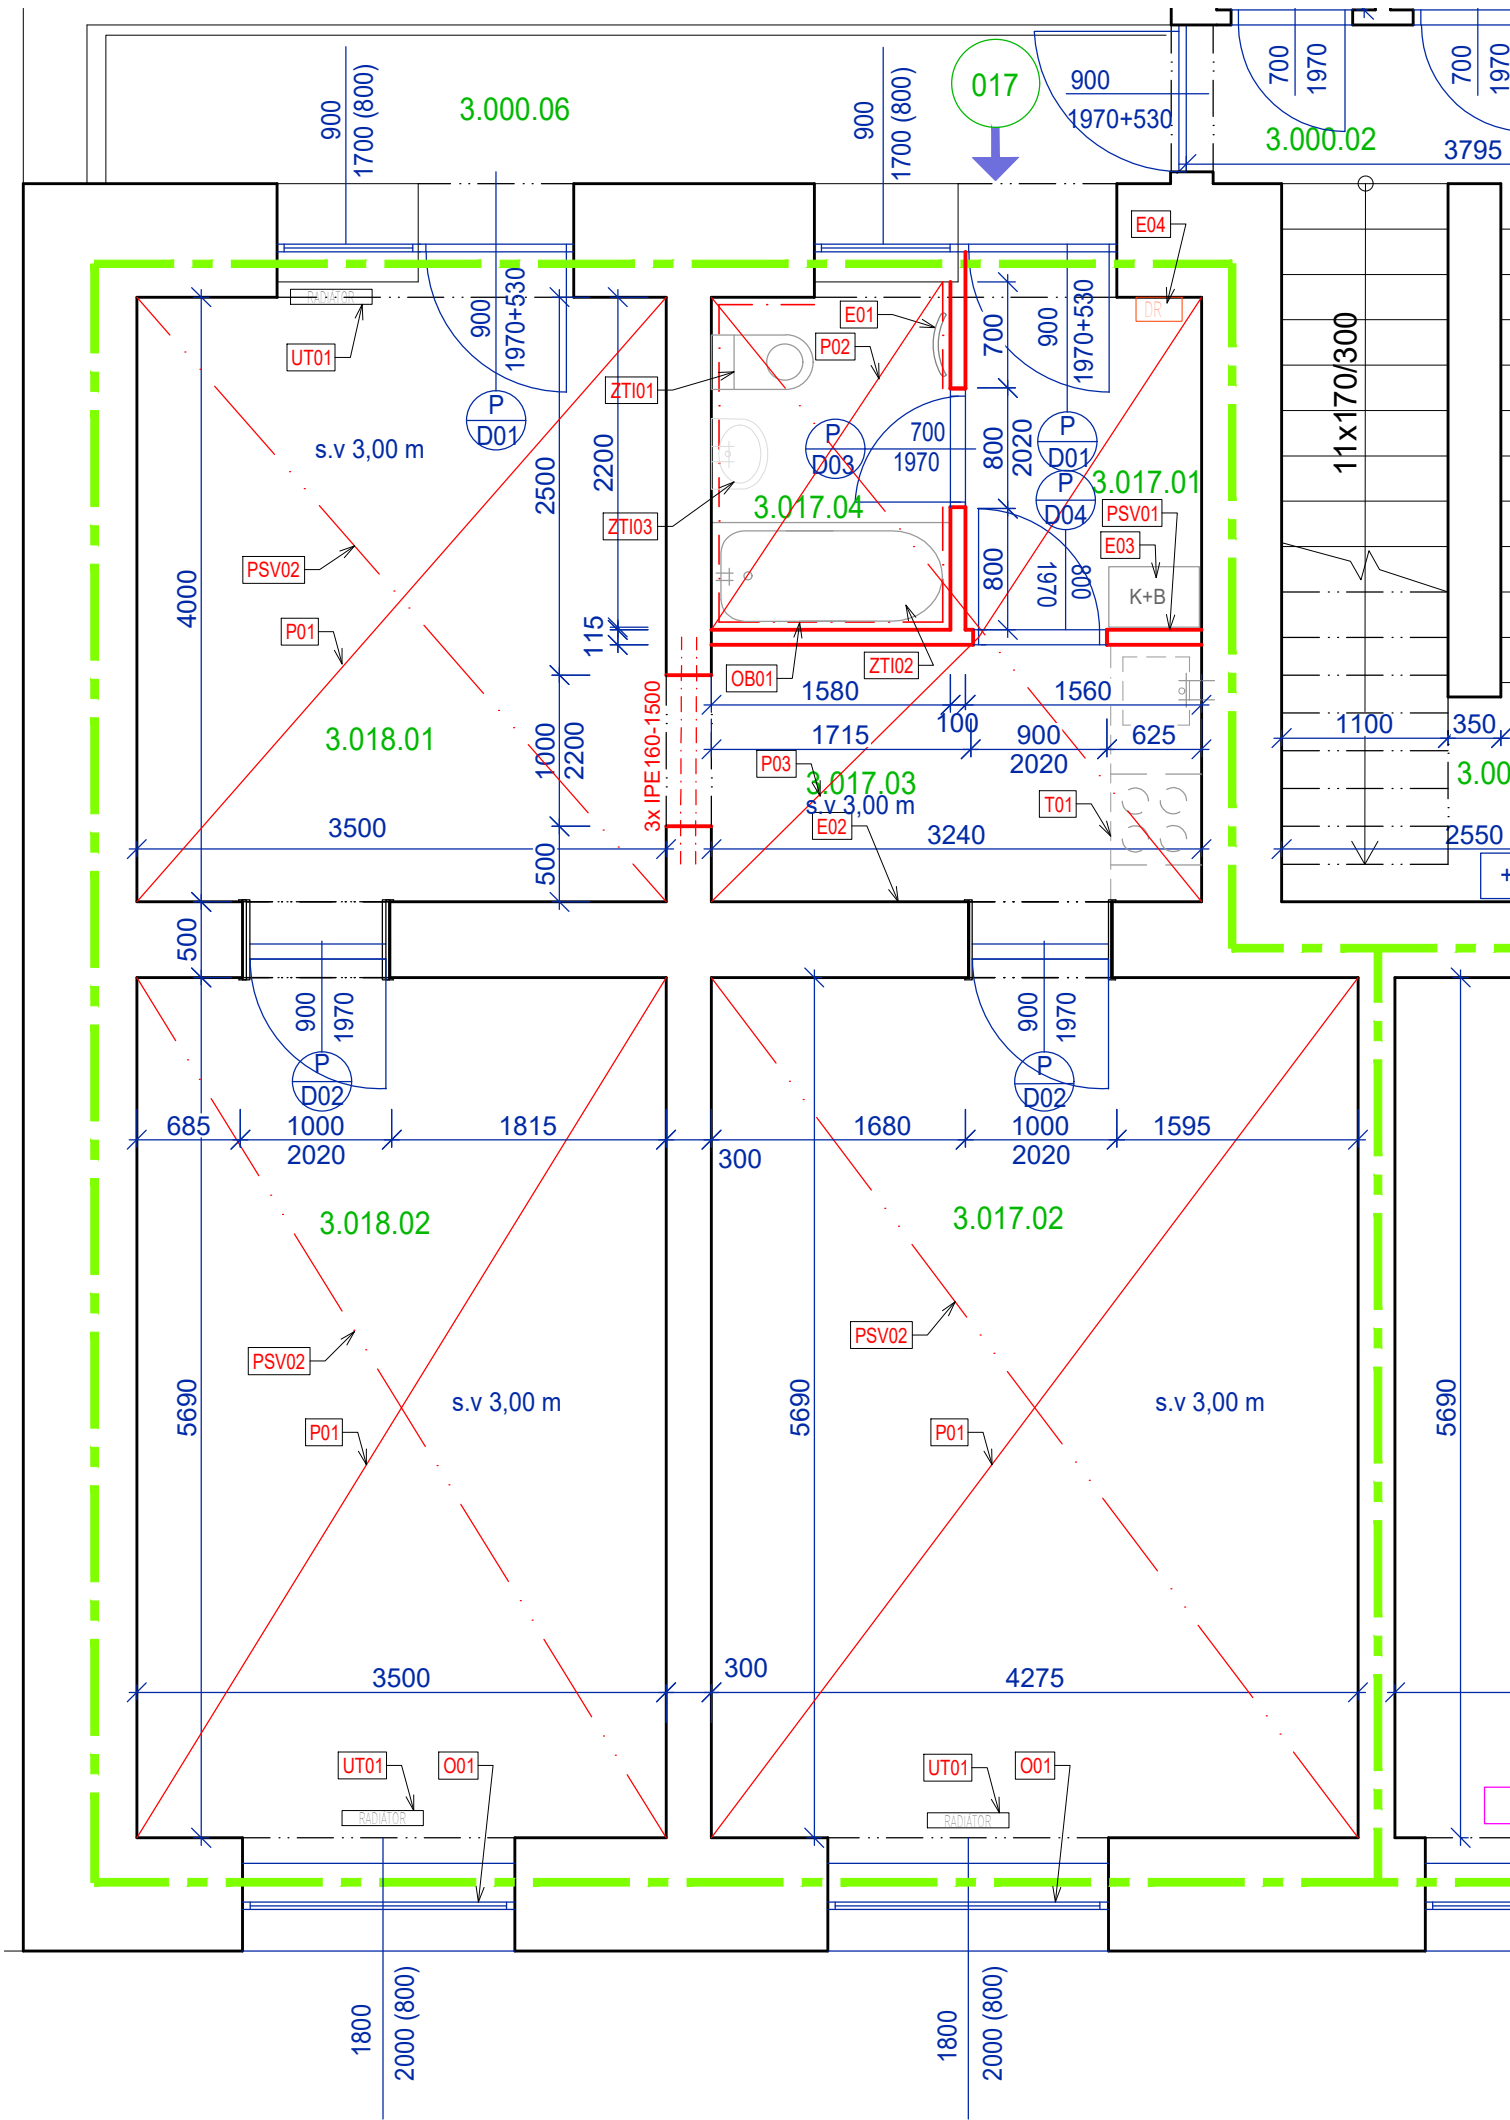 900
1700 (800)
3.000.06
900
1700 (800)
017
900
1970+530
700
1970
700
1970
3.000.02
3795
E04
RADIÁTOR
UT01
900
1970+530
P
D01
s.v 3,00 m
2500
2200
ZTI01
E01
P02
700
900
1970+530
DR
11x170/300
P
D03
700
1970
800
2020
P
D01
3.017.01
3.017.04
P
D04
PSV01
E03
ZTI03
PSV02
4000
P01
115
800
1970
800
K+B
OB01
ZTI02
1580
100
1560
3.018.01
1000
2200
3x IPE160-1500
1715
900
2020
625
1100
350
P03
3.017.03
s.v 3,00 m
T01
3.00
E02
3500
500
3240
2550
+
500
900
1970
P
D02
900
1970
P
D02
685
1000
2020
1815
300
1680
1000
2020
1595
3.018.02
3.017.02
PSV02
PSV02
5690
s.v 3,00 m
5690
s.v 3,00 m
5690
P01
P01
3500
300
4275
UT01
O01
UT01
O01
RADIÁTOR
RADIÁTOR
1800
2000 (800)
1800
2000 (800)